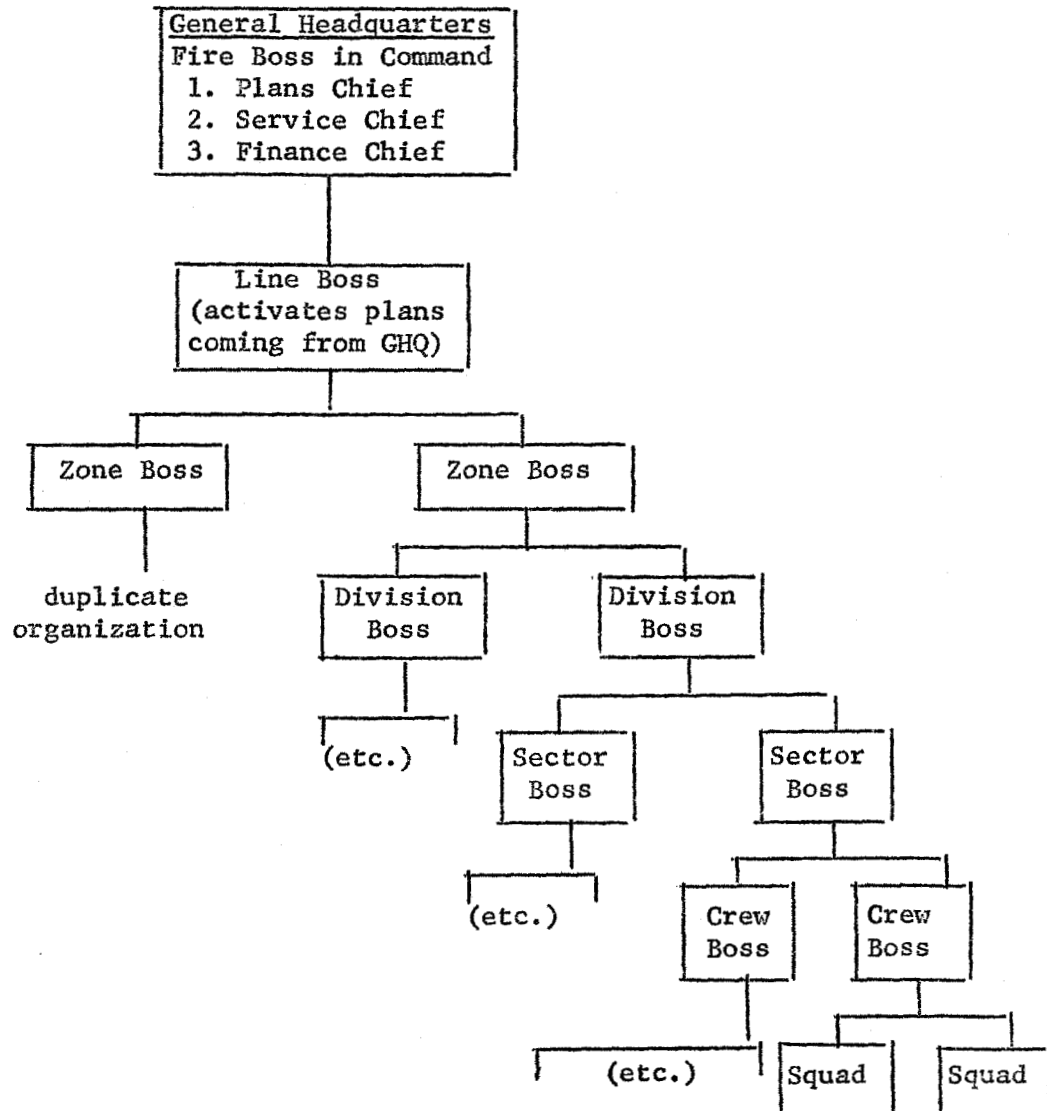 General Headquarters
Fire Boss in Command
1. Plans Chief
2. Service Chief
3. Finance Chief
Line Boss
(activates plans
coming from GHQ)
Zone Boss
Zone Boss
duplicate
organization
Division
Boss
Division
Boss
(etc.)
Sector
Boss
Sector
Boss
(etc.)
Crew
Boss
Crew
Boss
(etc.)
Squad
Squad